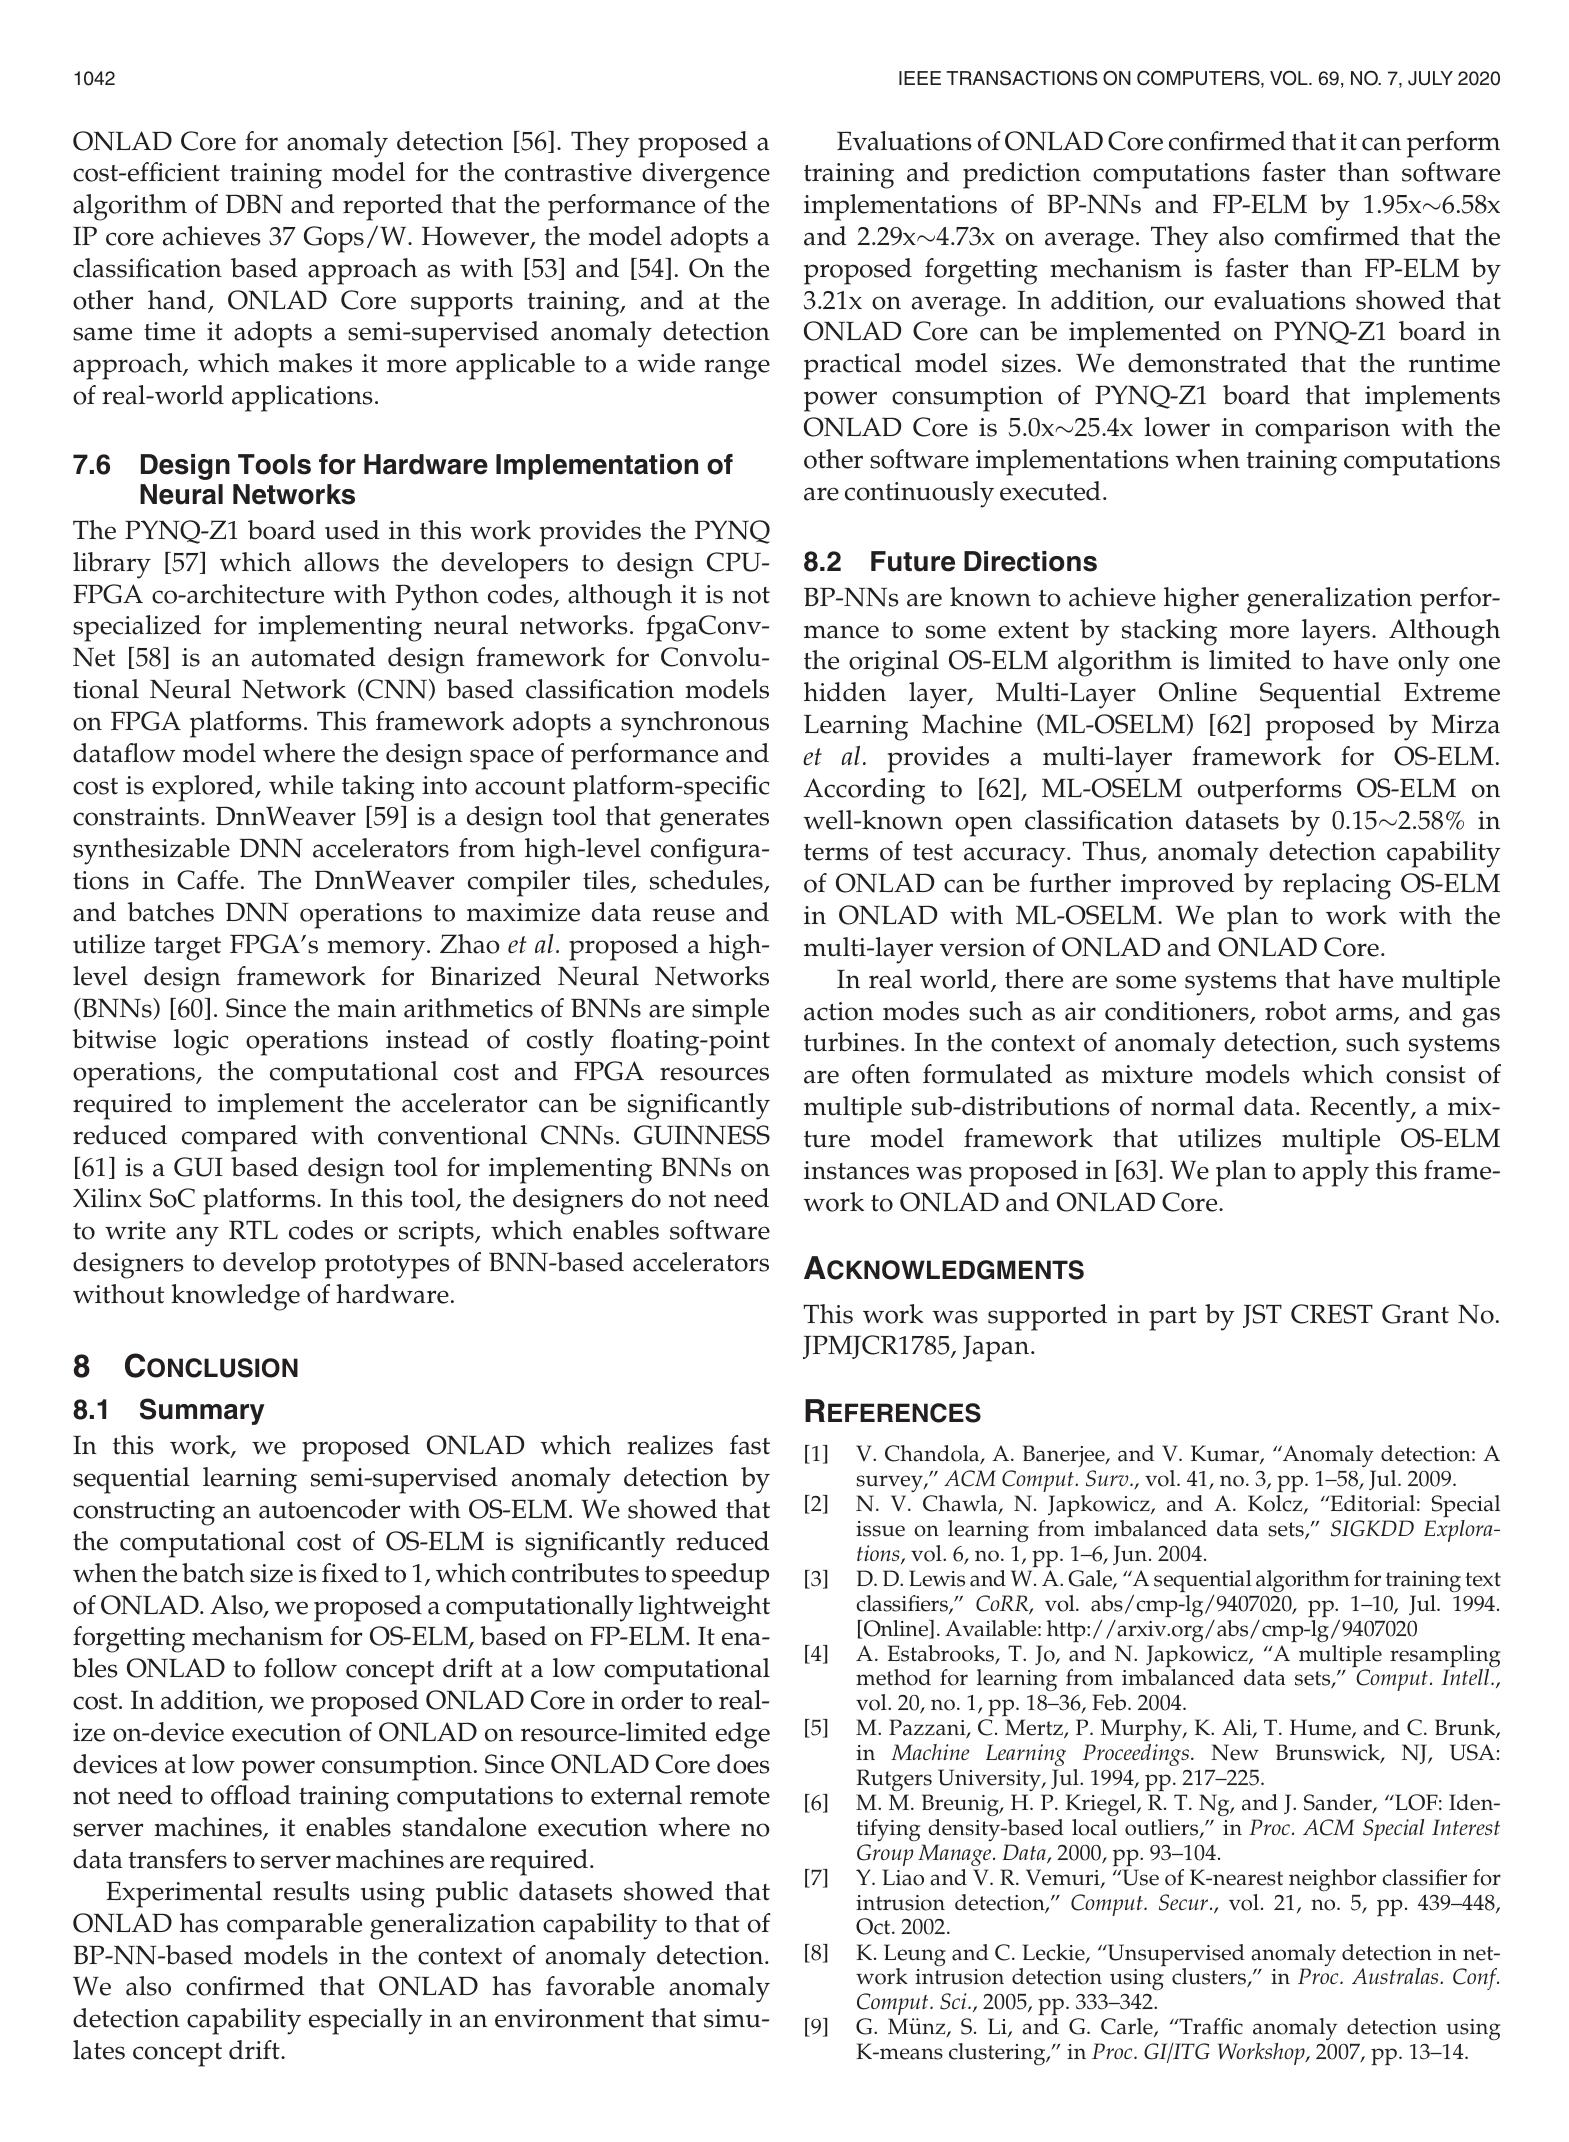 1042
IEEE TRANSACTIONS ON COMPUTERS, VOL. 69, NO. 7, JULY 2020
ONLAD Core for anomaly detection [56]. They proposed a
cost-efficient training model for the contrastive divergence
algorithm of DBN and reported that the performance of the
IP core achieves 37 Gops/W. However, the model adopts a
classification based approach as with [53] and [54]. On the
other hand, ONLAD Core supports training, and at the
same time it adopts a semi-supervised anomaly detection
approach, which makes it more applicable to a wide range
of real-world applications.
7.6 Design Tools for Hardware Implementation of
Neural Networks
The PYNQ-Z1 board used in this work provides the PYNQ
library [57] which allows the developers to design CPU-
FPGA co-architecture with Python codes, although it is not
specialized for implementing neural networks. fpgaConv-
Net [58] is an automated design framework for Convolu-
tional Neural Network (CNN) based classification models
on FPGA platforms. This framework adopts a synchronous
dataflow model where the design space of performance and
cost is explored, while taking into account platform-specific
constraints. DnnWeaver [59] is a design tool that generates
synthesizable DNN accelerators from high-level configura-
tions in Caffe. The DnnWeaver compiler tiles, schedules,
and batches DNN operations to maximize data reuse and
utilize target FPGA's memory. Zhao et al. proposed a high-
level design framework for Binarized Neural Networks
(BNNs) [60]. Since the main arithmetics of BNNs are simple
bitwise logic operations instead of costly floating-point
operations, the computational cost and FPGA resources
required to implement the accelerator can be significantly
reduced compared with conventional CNNs. GUINNESS
[61] is a GUI based design tool for implementing BNNs on
Xilinx SoC platforms. In this tool, the designers do not need
to write any RTL codes or scripts, which enables software
designers to develop prototypes of BNN-based accelerators
without knowledge of hardware.
8 CONCLUSION
8.1 Summary
In this work, we proposed ONLAD which realizes fast
sequential learning semi-supervised anomaly detection by
constructing an autoencoder with OS-ELM. We showed that
the computational cost of OS-ELM is significantly reduced
when the batch size is fixed to 1, which contributes to speedup
of ONLAD. Also, we proposed a computationally lightweight
forgetting mechanism for OS-ELM, based on FP-ELM. It ena-
bles ONLAD to follow concept drift at a low computational
cost. In addition, we proposed ONLAD Core in order to real-
ize on-device execution of ONLAD on resource-limited edge
devices at low power consumption. Since ONLAD Core does
not need to offload training computations to external remote
server machines, it enables standalone execution where no
data transfers to server machines are required.
Experimental results using public datasets showed that
ONLAD has comparable generalization capability to that of
BP-NN-based models in the context of anomaly detection.
We also confirmed that ONLAD has favorable anomaly
detection capability especially in an environment that simu-
lates concept drift.
Evaluations of ONLAD Core confirmed that it can perform
training and prediction computations faster than software
implementations of BP-NNs and FP-ELM by 1.95x~6.58x
and 2.29x~4.73x on average. They also comfirmed that the
proposed forgetting mechanism is faster than FP-ELM by
3.21x on average. In addition, our evaluations showed that
ONLAD Core can be implemented on PYNQ-Z1 board in
practical model sizes. We demonstrated that the runtime
power consumption of PYNQ-Z1 board that implements
ONLAD Core is 5.0x~25.4x lower in comparison with the
other software implementations when training computations
are continuously executed.
8.2 Future Directions
BP-NNs are known to achieve higher generalization perfor-
mance to some extent by stacking more layers. Although
the original OS-ELM algorithm is limited to have only one
hidden layer, Multi-Layer Online Sequential Extreme
Learning Machine (ML-OSELM) [62] proposed by Mirza
et al. provides a multi-layer framework for OS-ELM.
According to [62], ML-OSELM outperforms OS-ELM on
well-known open classification datasets by 0.15~2.58% in
terms of test accuracy. Thus, anomaly detection capability
of ONLAD can be further improved by replacing OS-ELM
in ONLAD with ML-OSELM. We plan to work with the
multi-layer version of ONLAD and ONLAD Core.
In real world, there are some systems that have multiple
action modes such as air conditioners, robot arms, and gas
turbines. In the context of anomaly detection, such systems
are often formulated as mixture models which consist of
multiple sub-distributions of normal data. Recently, a mix-
ture model framework that utilizes multiple OS-ELM
instances was proposed in [63]. We plan to apply this frame-
work to ONLAD and ONLAD Core.
ACKNOWLEDGMENTS
This work was supported in part by JST CREST Grant No.
JPMJCR1785, Japan.
REFERENCES
[1] V. Chandola, A. Banerjee, and V. Kumar, “Anomaly detection: A
survey,” ACM Comput. Surv., vol. 41, no. 3, pp. 1–58, Jul. 2009.
[2] N. V. Chawla, N. Japkowicz, and A. Kolcz, “Editorial: Special
issue on learning from imbalanced data sets,” SIGKDD Explora-
tions, vol. 6, no. 1, pp. 1–6, Jun. 2004.
[3] D. D. Lewis and W. A. Gale, “A sequential algorithm for training text
classifiers,” CoRR, vol. abs/cmp-lg/9407020, pp. 1–10, Jul. 1994.
[Online]. Available: http://arxiv.org/abs/cmp-lg/9407020
[4] A. Estabrooks, T. Jo, and N. Japkowicz, “A multiple resampling
method for learning from imbalanced data sets,” Comput. Intell.,
vol. 20, no. 1, pp. 18–36, Feb. 2004.
[5] M. Pazzani, C. Mertz, P. Murphy, K. Ali, T. Hume, and C. Brunk,
in Machine Learning Proceedings. New Brunswick, NJ, USA:
Rutgers University, Jul. 1994, pp. 217–225.
[6] M. M. Breunig, H. P. Kriegel, R. T. Ng, and J. Sander, “LOF: Iden-
tifying density-based local outliers,” in Proc. ACM Special Interest
Group Manage. Data, 2000, pp. 93–104.
[7] Y. Liao and V. R. Vemuri, “Use of K-nearest neighbor classifier for
intrusion detection,” Comput. Secur., vol. 21, no. 5, pp. 439–448,
Oct. 2002.
[8] K. Leung and C. Leckie, “Unsupervised anomaly detection in net-
work intrusion detection using clusters,” in Proc. Australas. Conf.
Comput. Sci., 2005, pp. 333–342.
[9] G. Münz, S. Li, and G. Carle, “Traffic anomaly detection using
K-means clustering,” in Proc. GI/ITG Workshop, 2007, pp. 13–14.